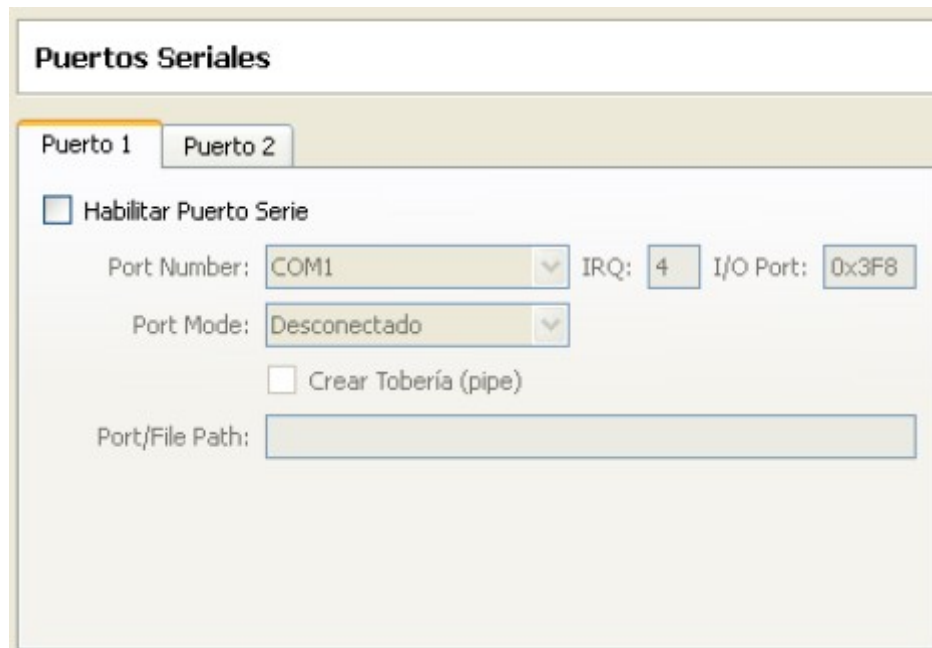 Puertos Seriales
Puerto 1 Puerto 2
Habilitar Puerto Serie
Port Number: COM1 IRQ: 4 I/O Port: 0x3F8
Port Mode: Desconectado
Crear Tobería (pipe)
Port/File Path: